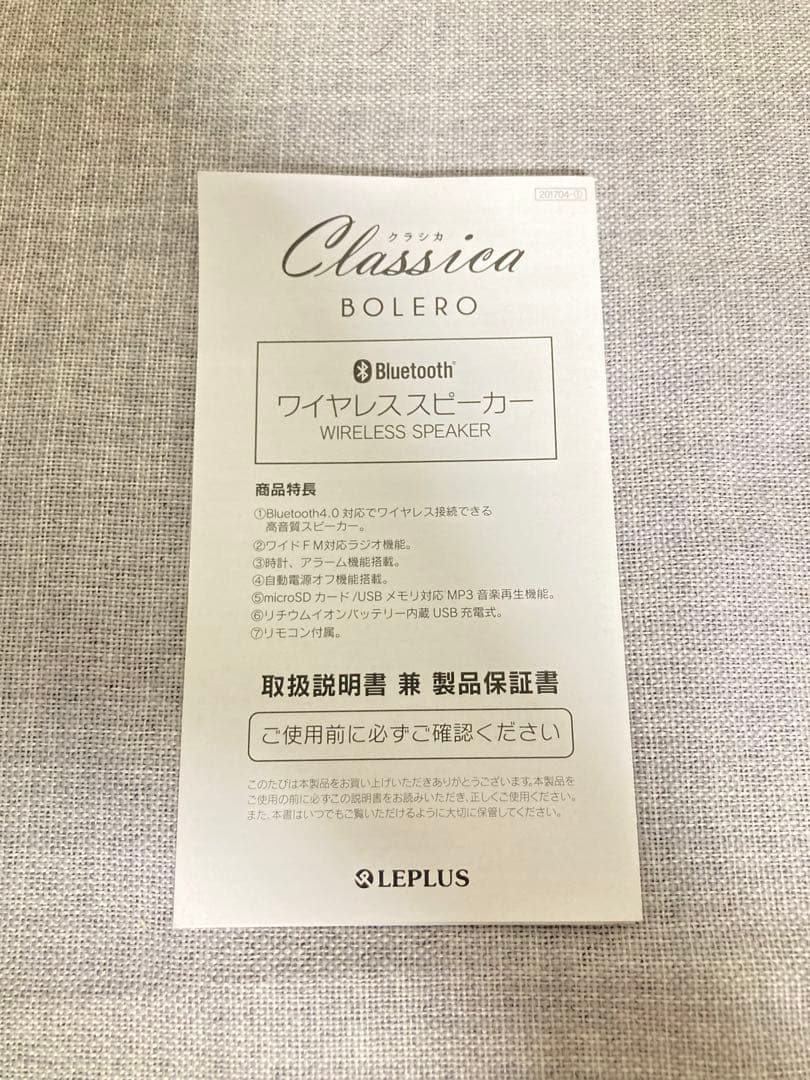 201704-①
クラシカ
Classica
BOLERO
Bluetooth®
ワイヤレススピーカー
WIRELESS SPEAKER
商品特長
①Bluetooth4.0 対応でワイヤレス接続できる
高音質スピーカー。
②ワイドFM対応ラジオ機能。
③時計、アラーム機能搭載。
④自動電源オフ機能搭載。
⑤microSDカード/USBメモリ対応 MP3 音楽再生機能。
⑥リチウムイオンバッテリー内蔵 USB 充電式。
⑦リモコン付属。
取扱説明書 兼 製品保証書
ご使用前に必ずご確認ください
このたびは本製品をお買い上げいただきありがとうございます。本製品を
ご使用の前に必ずこの説明書をお読みいただき、正しくご使用ください。
また、本書はいつでもご覧いただけるように大切に保管してください。
LEPLUS